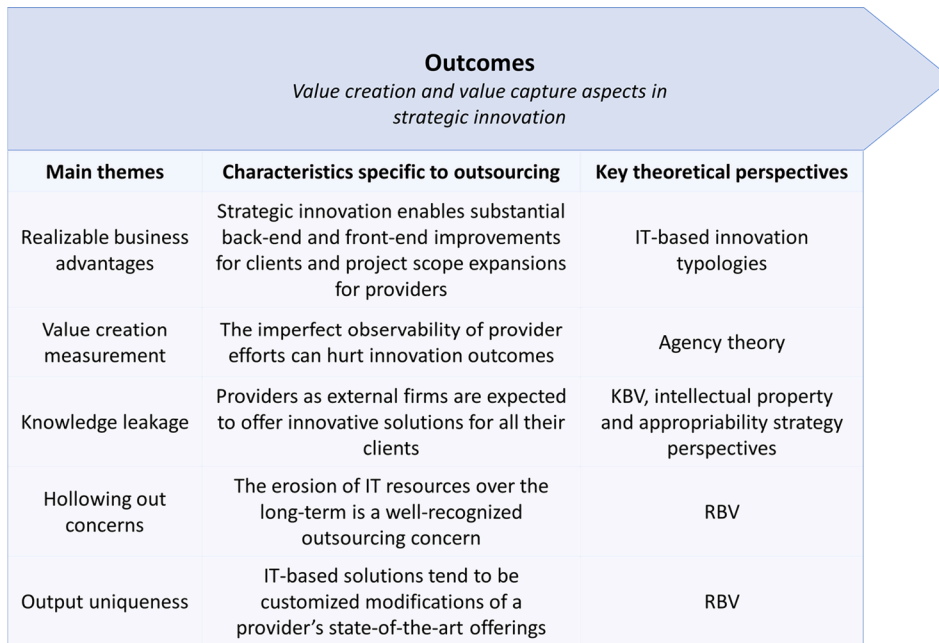 Outcomes
Value creation and value capture aspects in
strategic innovation
Main themes
Characteristics specific to outsourcing
Key theoretical perspectives
Realizable business
advantages
Strategic innovation enables substantial
back-end and front-end improvements
for clients and project scope expansions
for providers
IT-based innovation
typologies
Value creation
measurement
The imperfect observability of provider
efforts can hurt innovation outcomes
Agency theory
Knowledge leakage
Providers as external firms are expected
to offer innovative solutions for all their
clients
KBV, intellectual property
and appropriability strategy
perspectives
Hollowing out
concerns
The erosion of IT resources over the
long-term is a well-recognized
outsourcing concern
RBV
Output uniqueness
IT-based solutions tend to be
customized modifications of a
provider’s state-of-the-art offerings
RBV